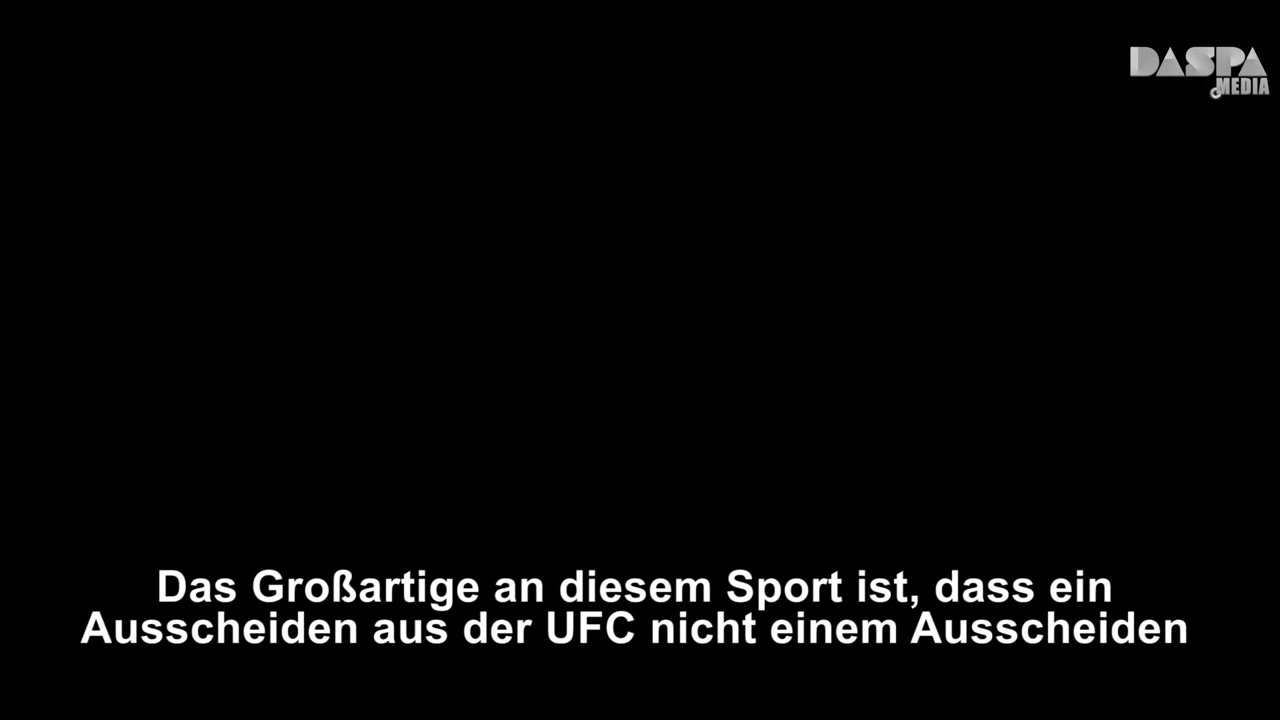 DASPA
MEDIA
Das Großartige an diesem Sport ist, dass ein
Ausscheiden aus der UFC nicht einem Ausscheiden